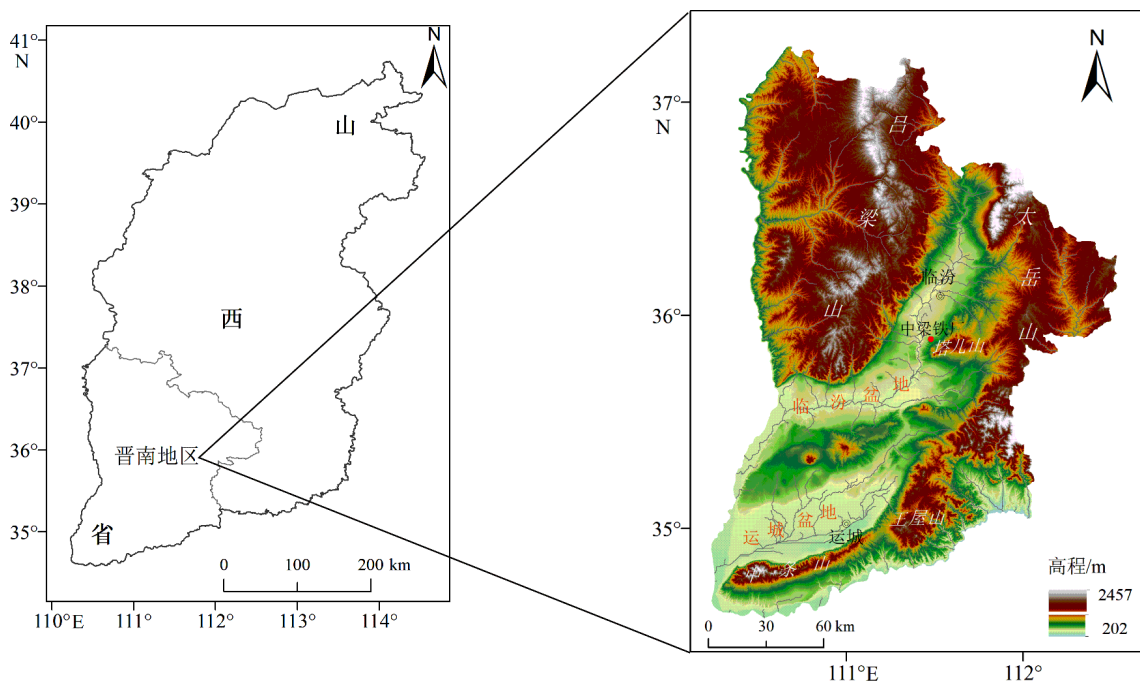 41°
N
40°
39°
38°
37°
36°
35°
N
山
西
晋南地区
省
0 100 200 km
110°E 111° 112° 113° 114°
37°
N
36°
35°
N
吕
梁
山
太
岳
山
临汾
中梁铁厂
塔儿山
临汾盆地
运城盆地
运城
王屋山
中条山
高程/m
2457
202
0 30 60 km
111°E 112°